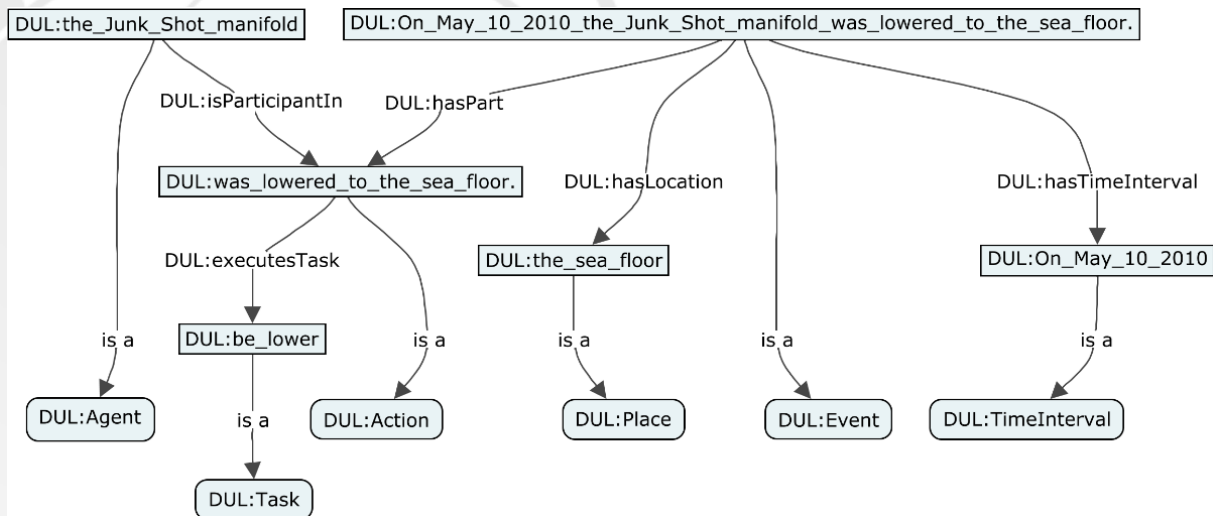 DUL:the_Junk_Shot_manifold
DUL:On_May_10_2010_the_Junk_Shot_manifold_was_lowered_to_the_sea_floor.
DUL:isParticipantIn
DUL:hasPart
DUL:was_lowered_to_the_sea_floor.
DUL:hasLocation
DUL:hasTimeInterval
DUL:executesTask
DUL:the_sea_floor
DUL:On_May_10_2010
is a
DUL:be_lower
is a
is a
is a
is a
DUL:Agent
is a
DUL:Action
DUL:Place
DUL:Event
DUL:TimeInterval
DUL:Task